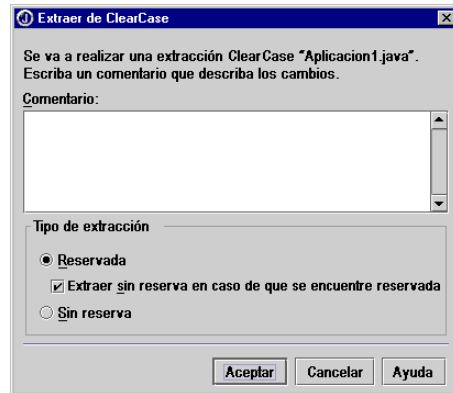 Extraer de ClearCase
Se va a realizar una extracción ClearCase "Aplicacion1.java".
Escriba un comentario que describa los cambios.
Comentario:
Tipo de extracción
Reservada
Extraer sin reserva en caso de que se encuentre reservada
Sin reserva
Aceptar Cancelar Ayuda